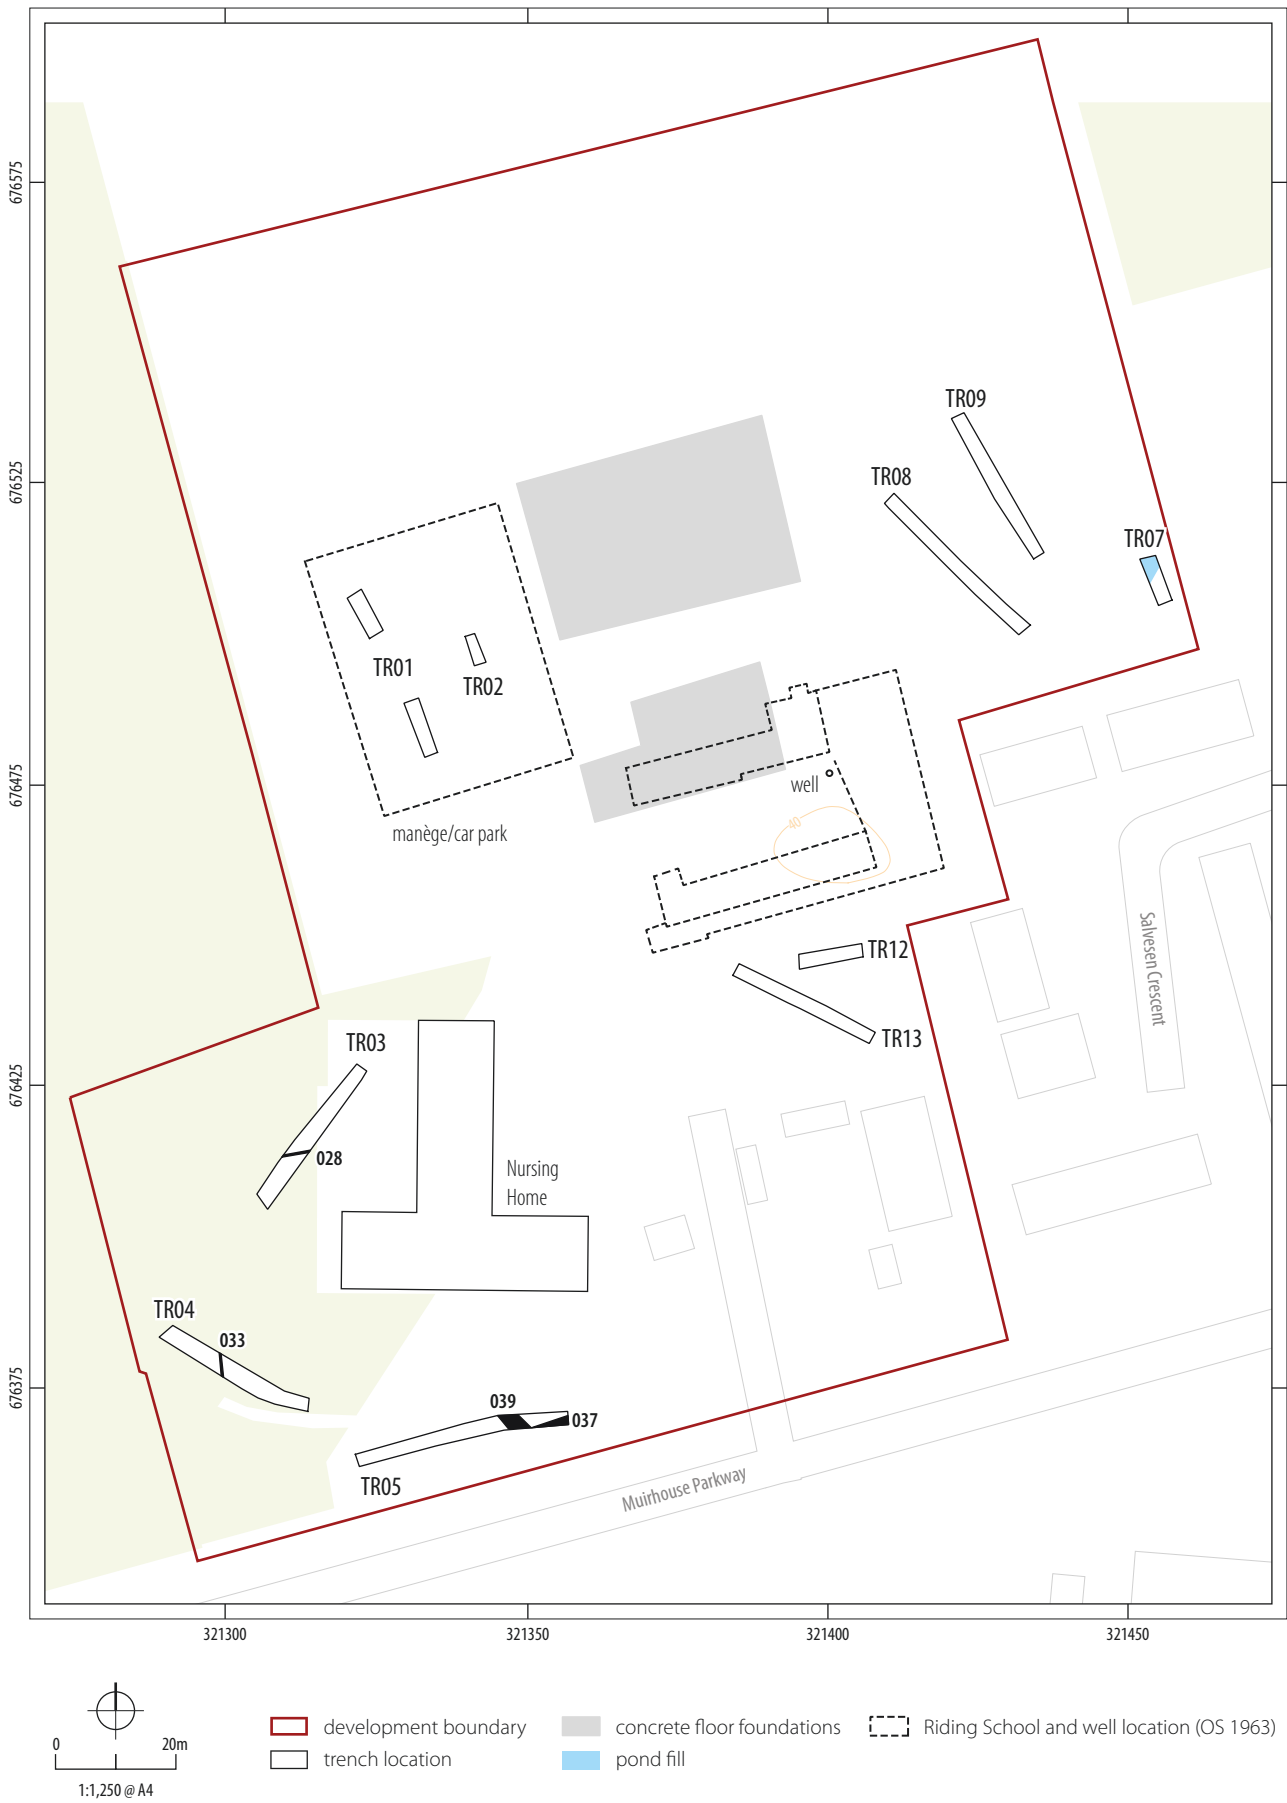 676575
TR09
676525
TR08
TR07
TR01
TR02
676475
well
40
manège/car park
TR12
Salvesen Crescent
TR13
TR03
676425
028
Nursing
Home
TR04
033
676375
039
037
TR05
Muirhouse Parkway
321300
321350
321400
321450
0
20m
1:1,250 @ A4
development boundary
trench location
concrete floor foundations
pond fill
Riding School and well location (OS 1963)